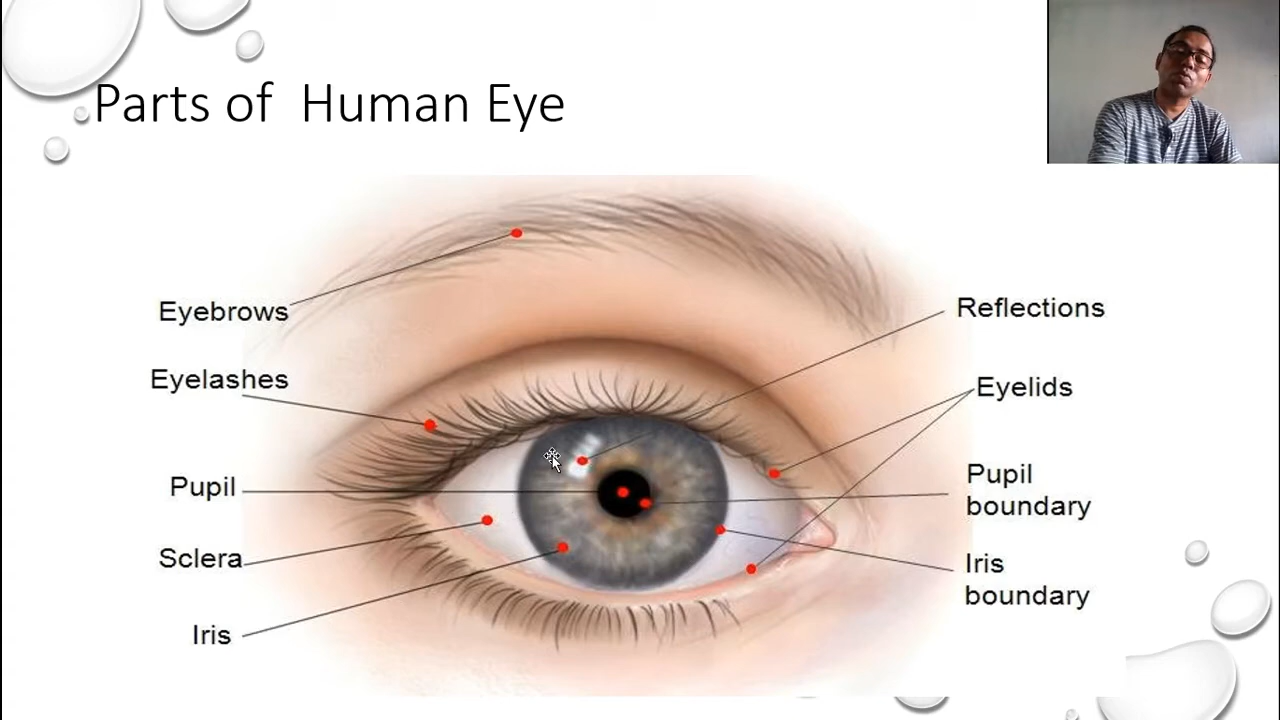 Parts of  Human Eye
Eyebrows
Eyelashes
Pupil
Sclera
Iris
Reflections
Eyelids
Pupil
boundary
Iris
boundary